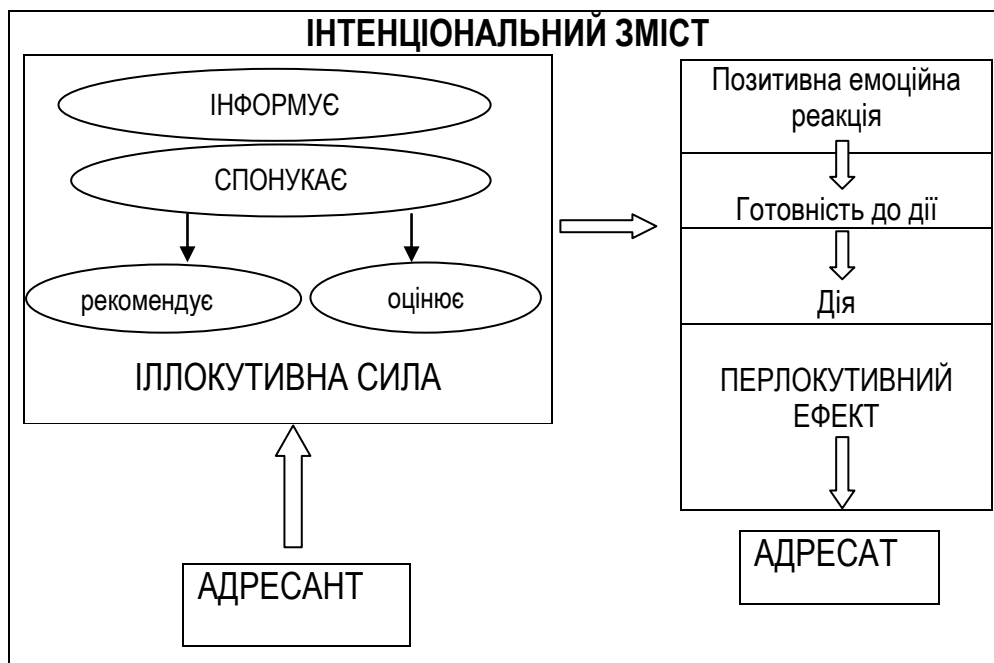 ІНТЕНЦІОНАЛЬНИЙ ЗМІСТ
ІНФОРМУЄ
СПОНУКАЄ
рекомендує
оцінює
ІЛЛОКУТИВНА СИЛА
АДРЕСАНТ
Позитивна емоційна
реакція
Готовність до дії
Дія
ПЕРЛОКУТИВНИЙ
ЕФЕКТ
АДРЕСАТ